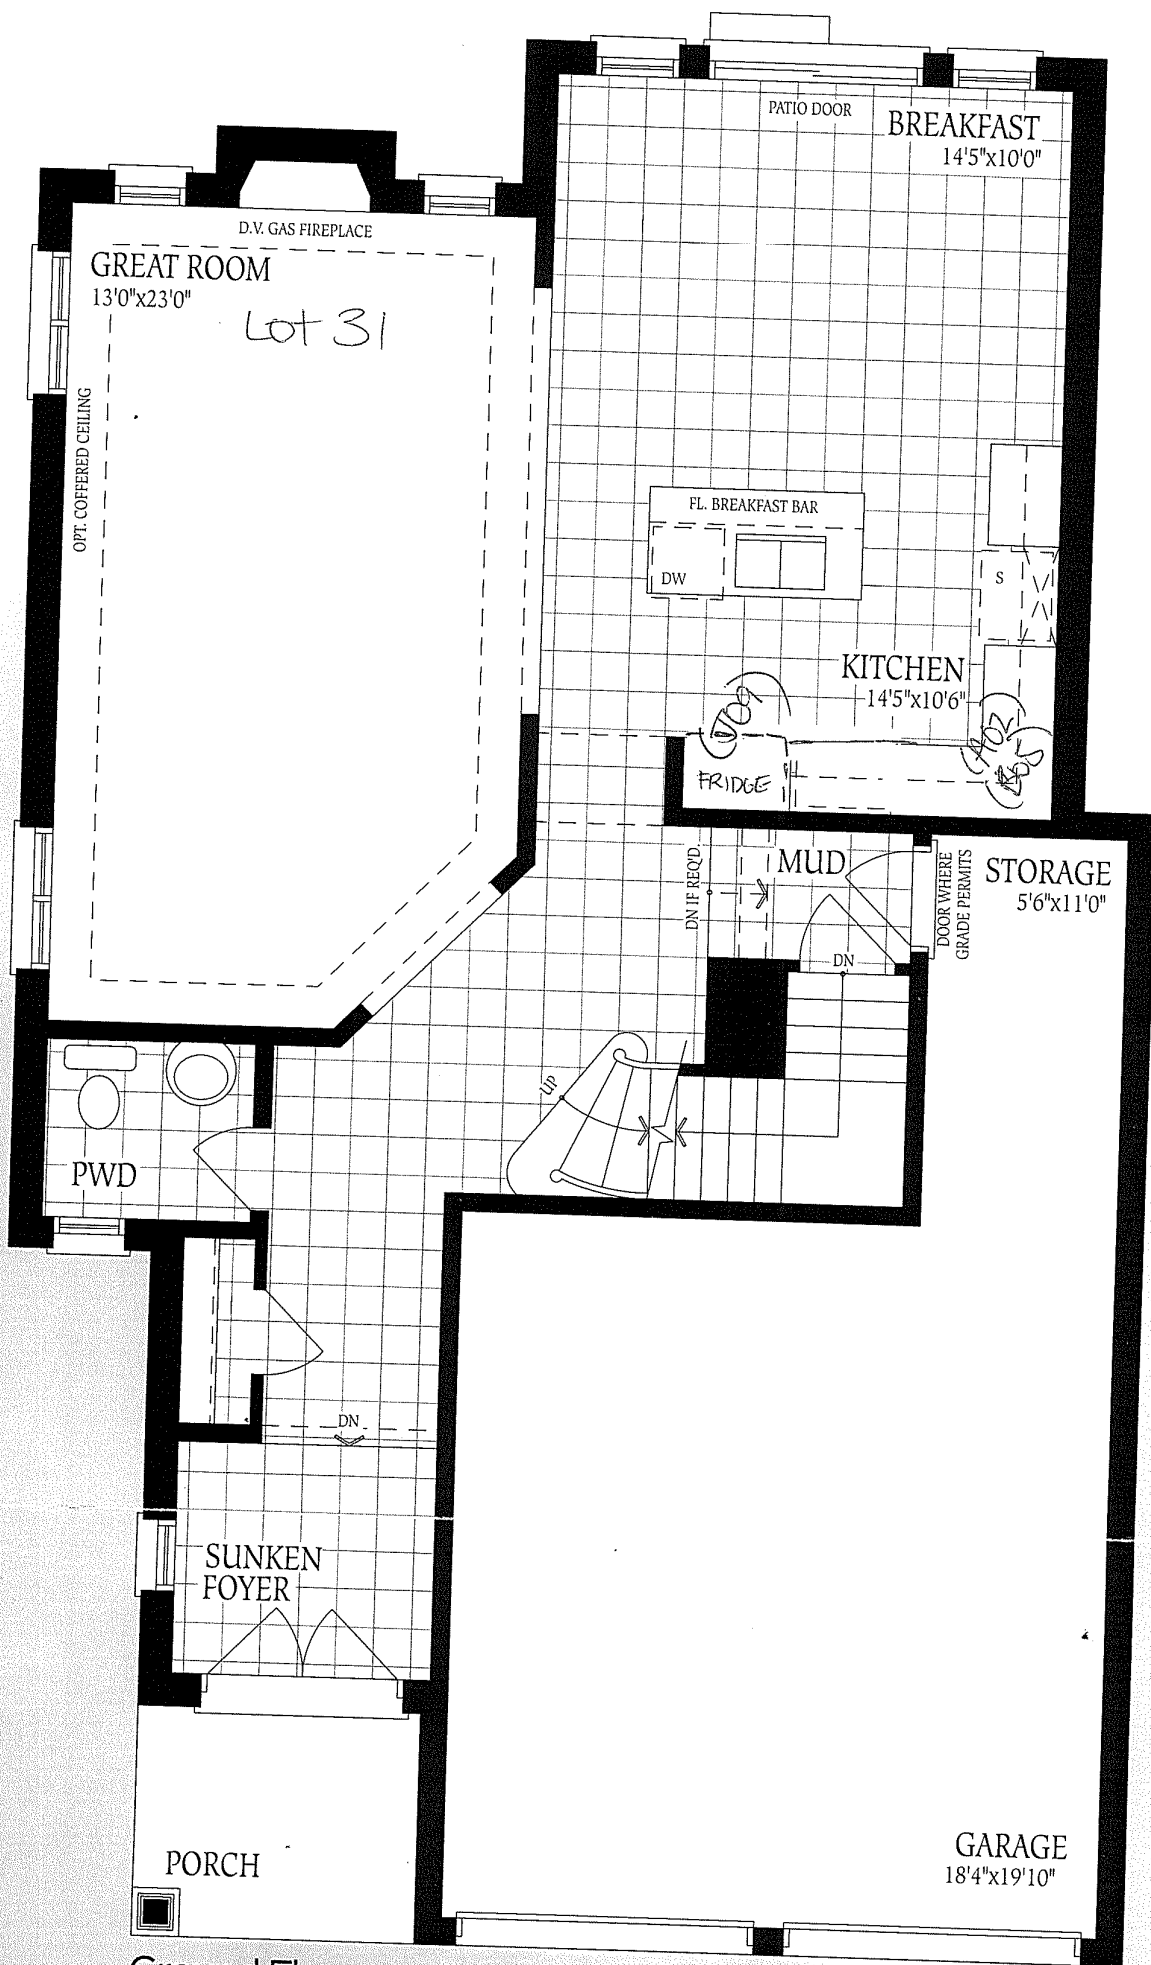 PATIO DOOR
BREAKFAST
14'5"x10'0"
D.V. GAS FIREPLACE
GREAT ROOM
13'0"x23'0"
Lot 31
OPT. COFFERED CEILING
FL. BREAKFAST BAR
DW
S
KITCHEN
14'5"x10'6"
FRIDGE
DN IF REQ'D.
MUD
DOOR WHERE
GRADE PERMITS
STORAGE
5'6"x11'0"
DN
UP
PWD
DN
SUNKEN
FOYER
PORCH
GARAGE
18'4"x19'10"